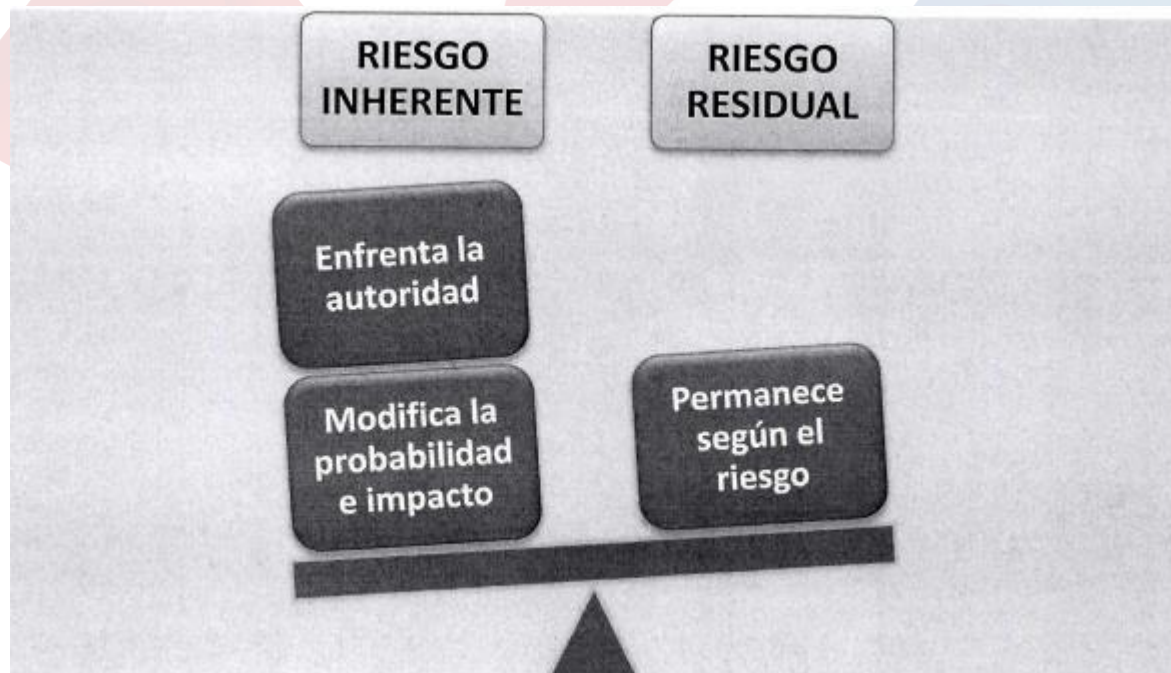 RIESGO
INHERENTE
RIESGO
RESIDUAL
Enfrenta la
autoridad
Modifica la
probabilidad
e impacto
Permanece
según el
riesgo